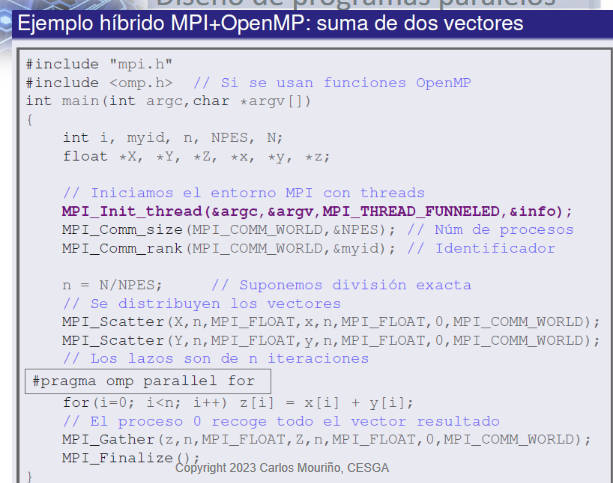 Diseño de programas paralelos
Ejemplo híbrido MPI+OpenMP: suma de dos vectores
#include "mpi.h"
#include <omp.h>  // Si se usan funciones OpenMP
int main(int argc,char *argv[])
{
    int i, myid, n, NPES, N;
    float *X, *Y, *Z, *x, *y, *z;
    // Iniciamos el entorno MPI con threads
    MPI_Init_thread(&argc,&argv,MPI_THREAD_FUNNELED,&info);
    MPI_Comm_size(MPI_COMM_WORLD,&NPES); // Núm de procesos
    MPI_Comm_rank(MPI_COMM_WORLD,&myid); // Identificador
    n = N/NPES;     // Suponemos división exacta
    // Se distribuyen los vectores
    MPI_Scatter(X,n,MPI_FLOAT,x,n,MPI_FLOAT,0,MPI_COMM_WORLD);
    MPI_Scatter(Y,n,MPI_FLOAT,y,n,MPI_FLOAT,0,MPI_COMM_WORLD);
    // Los lazos son de n iteraciones
#pragma omp parallel for
    for(i=0; i<n; i++) z[i] = x[i] + y[i];
    // El proceso 0 recoge todo el vector resultado
    MPI_Gather(z,n,MPI_FLOAT,Z,n,MPI_FLOAT,0,MPI_COMM_WORLD);
    MPI_Finalize();
Copyright 2023 Carlos Mouriño, CESGA
}